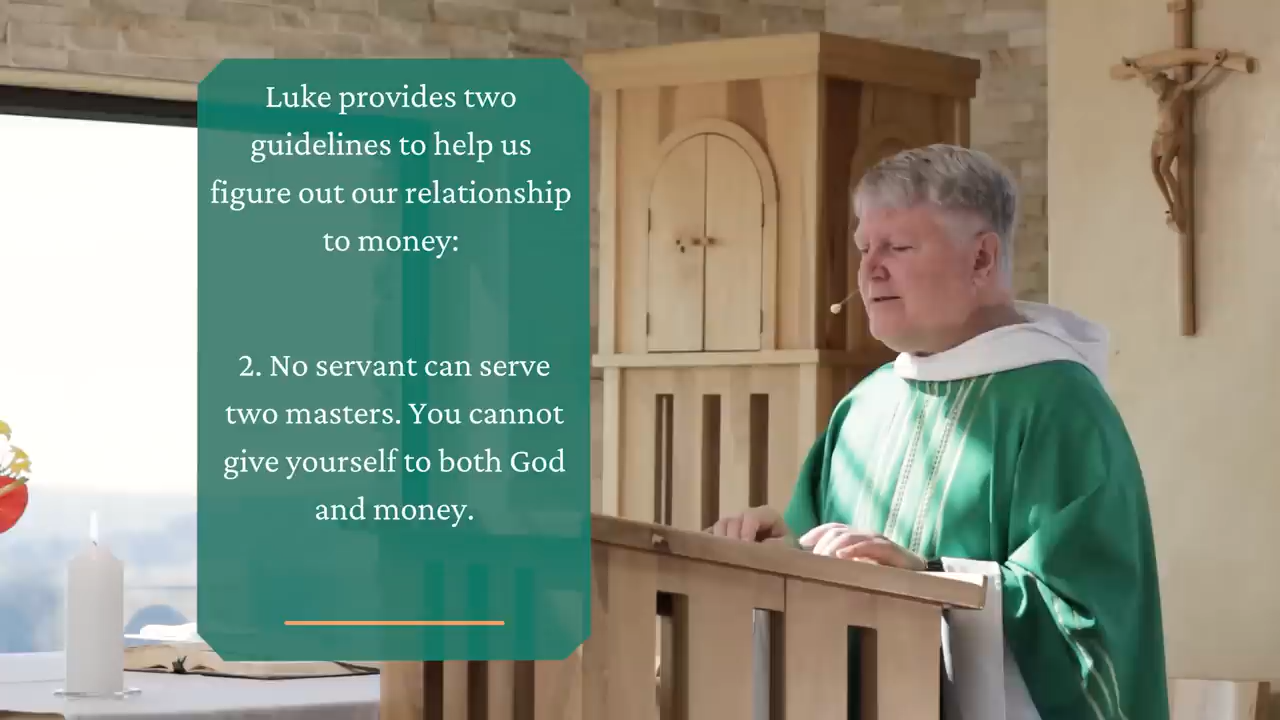 Luke provides two
guidelines to help us
figure out our relationship
to money:
2. No servant can serve
two masters. You cannot
give yourself to both God
and money.